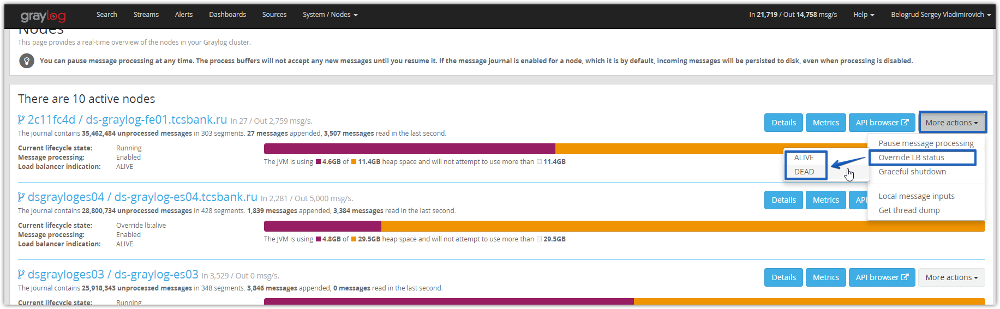 graylog Search Streams Alerts Dashboards Sources System / Nodes In 21,719 / Out 14,758 msg/s Help Belogrud Sergey Vladimirovich
Nodes
This page provides a real-time overview of the nodes in your Graylog cluster.
You can pause message processing at any time. The process buffers will not accept any new messages until you resume it. If the message journal is enabled for a node, which it is by default, incoming messages will be persisted to disk, even when processing is disabled.
There are 10 active nodes
2c11fc4d / ds-graylog-fe01.tcsbank.ru In 27 / Out 2,759 msg/s. Details Metrics API browser More actions
The journal contains 35,462,484 unprocessed messages in 303 segments. 27 messages appended, 3,507 messages read in the last second.
Current lifecycle state: Running
Message processing: Enabled
Load balancer indication: ALIVE
The JVM is using 4.6GB of 11.4GB heap space and will not attempt to use more than 11.4GB
Pause message processing
Override LB status
Graceful shutdown
Local message inputs
Get thread dump
ALIVE
DEAD
dsgrayloges04 / ds-graylog-es04.tcsbank.ru In 2,281 / Out 5,000 msg/s. Details Metrics API
The journal contains 28,800,734 unprocessed messages in 428 segments. 1,839 messages appended, 3,384 messages read in the last second.
Current lifecycle state: Override lb:alive
Message processing: Enabled
Load balancer indication: ALIVE
The JVM is using 4.8GB of 29.5GB heap space and will not attempt to use more than 29.5GB
dsgrayloges03 / ds-graylog-es03 In 3,529 / Out 0 msg/s. Details Metrics API browser More actions
The journal contains 25,918,343 unprocessed messages in 348 segments. 3,846 messages appended, 0 messages read in the last second.
Current lifecycle state: Running